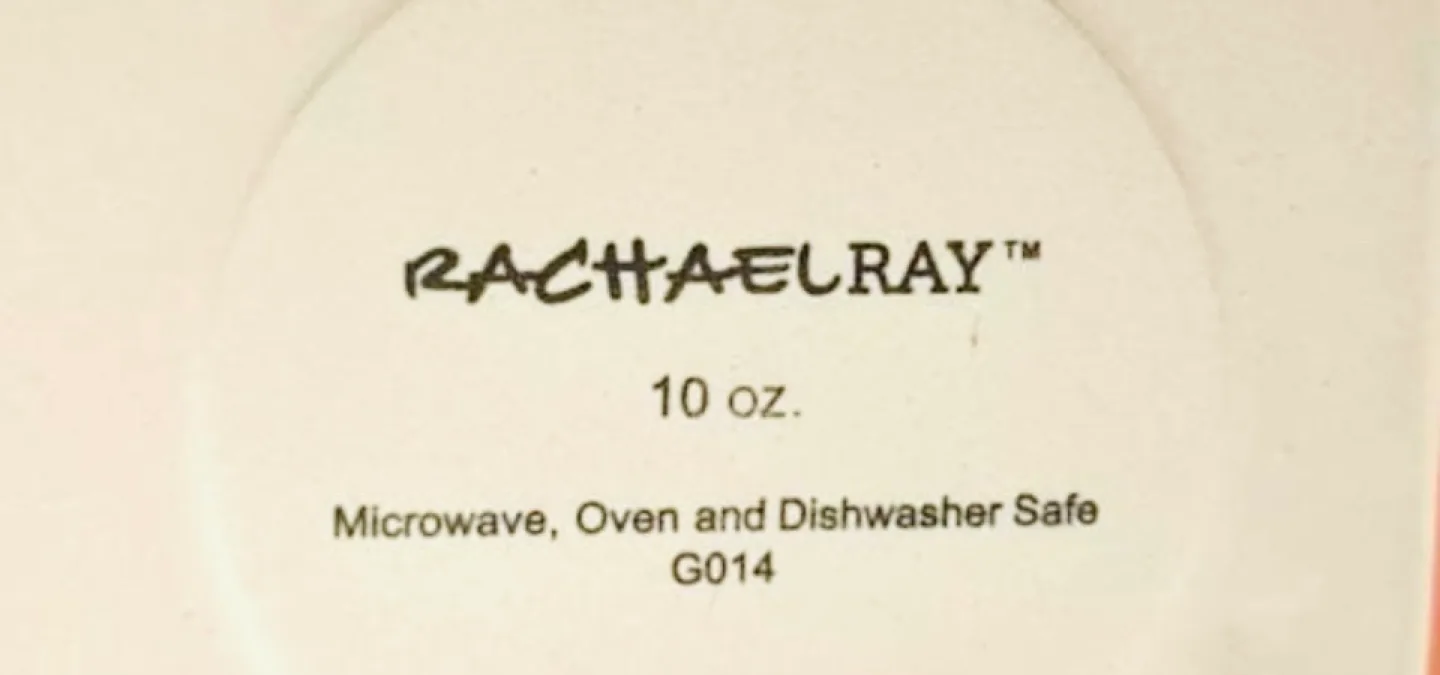 RACHAELRAY™
10 oz.
Microwave, Oven and Dishwasher Safe
G014